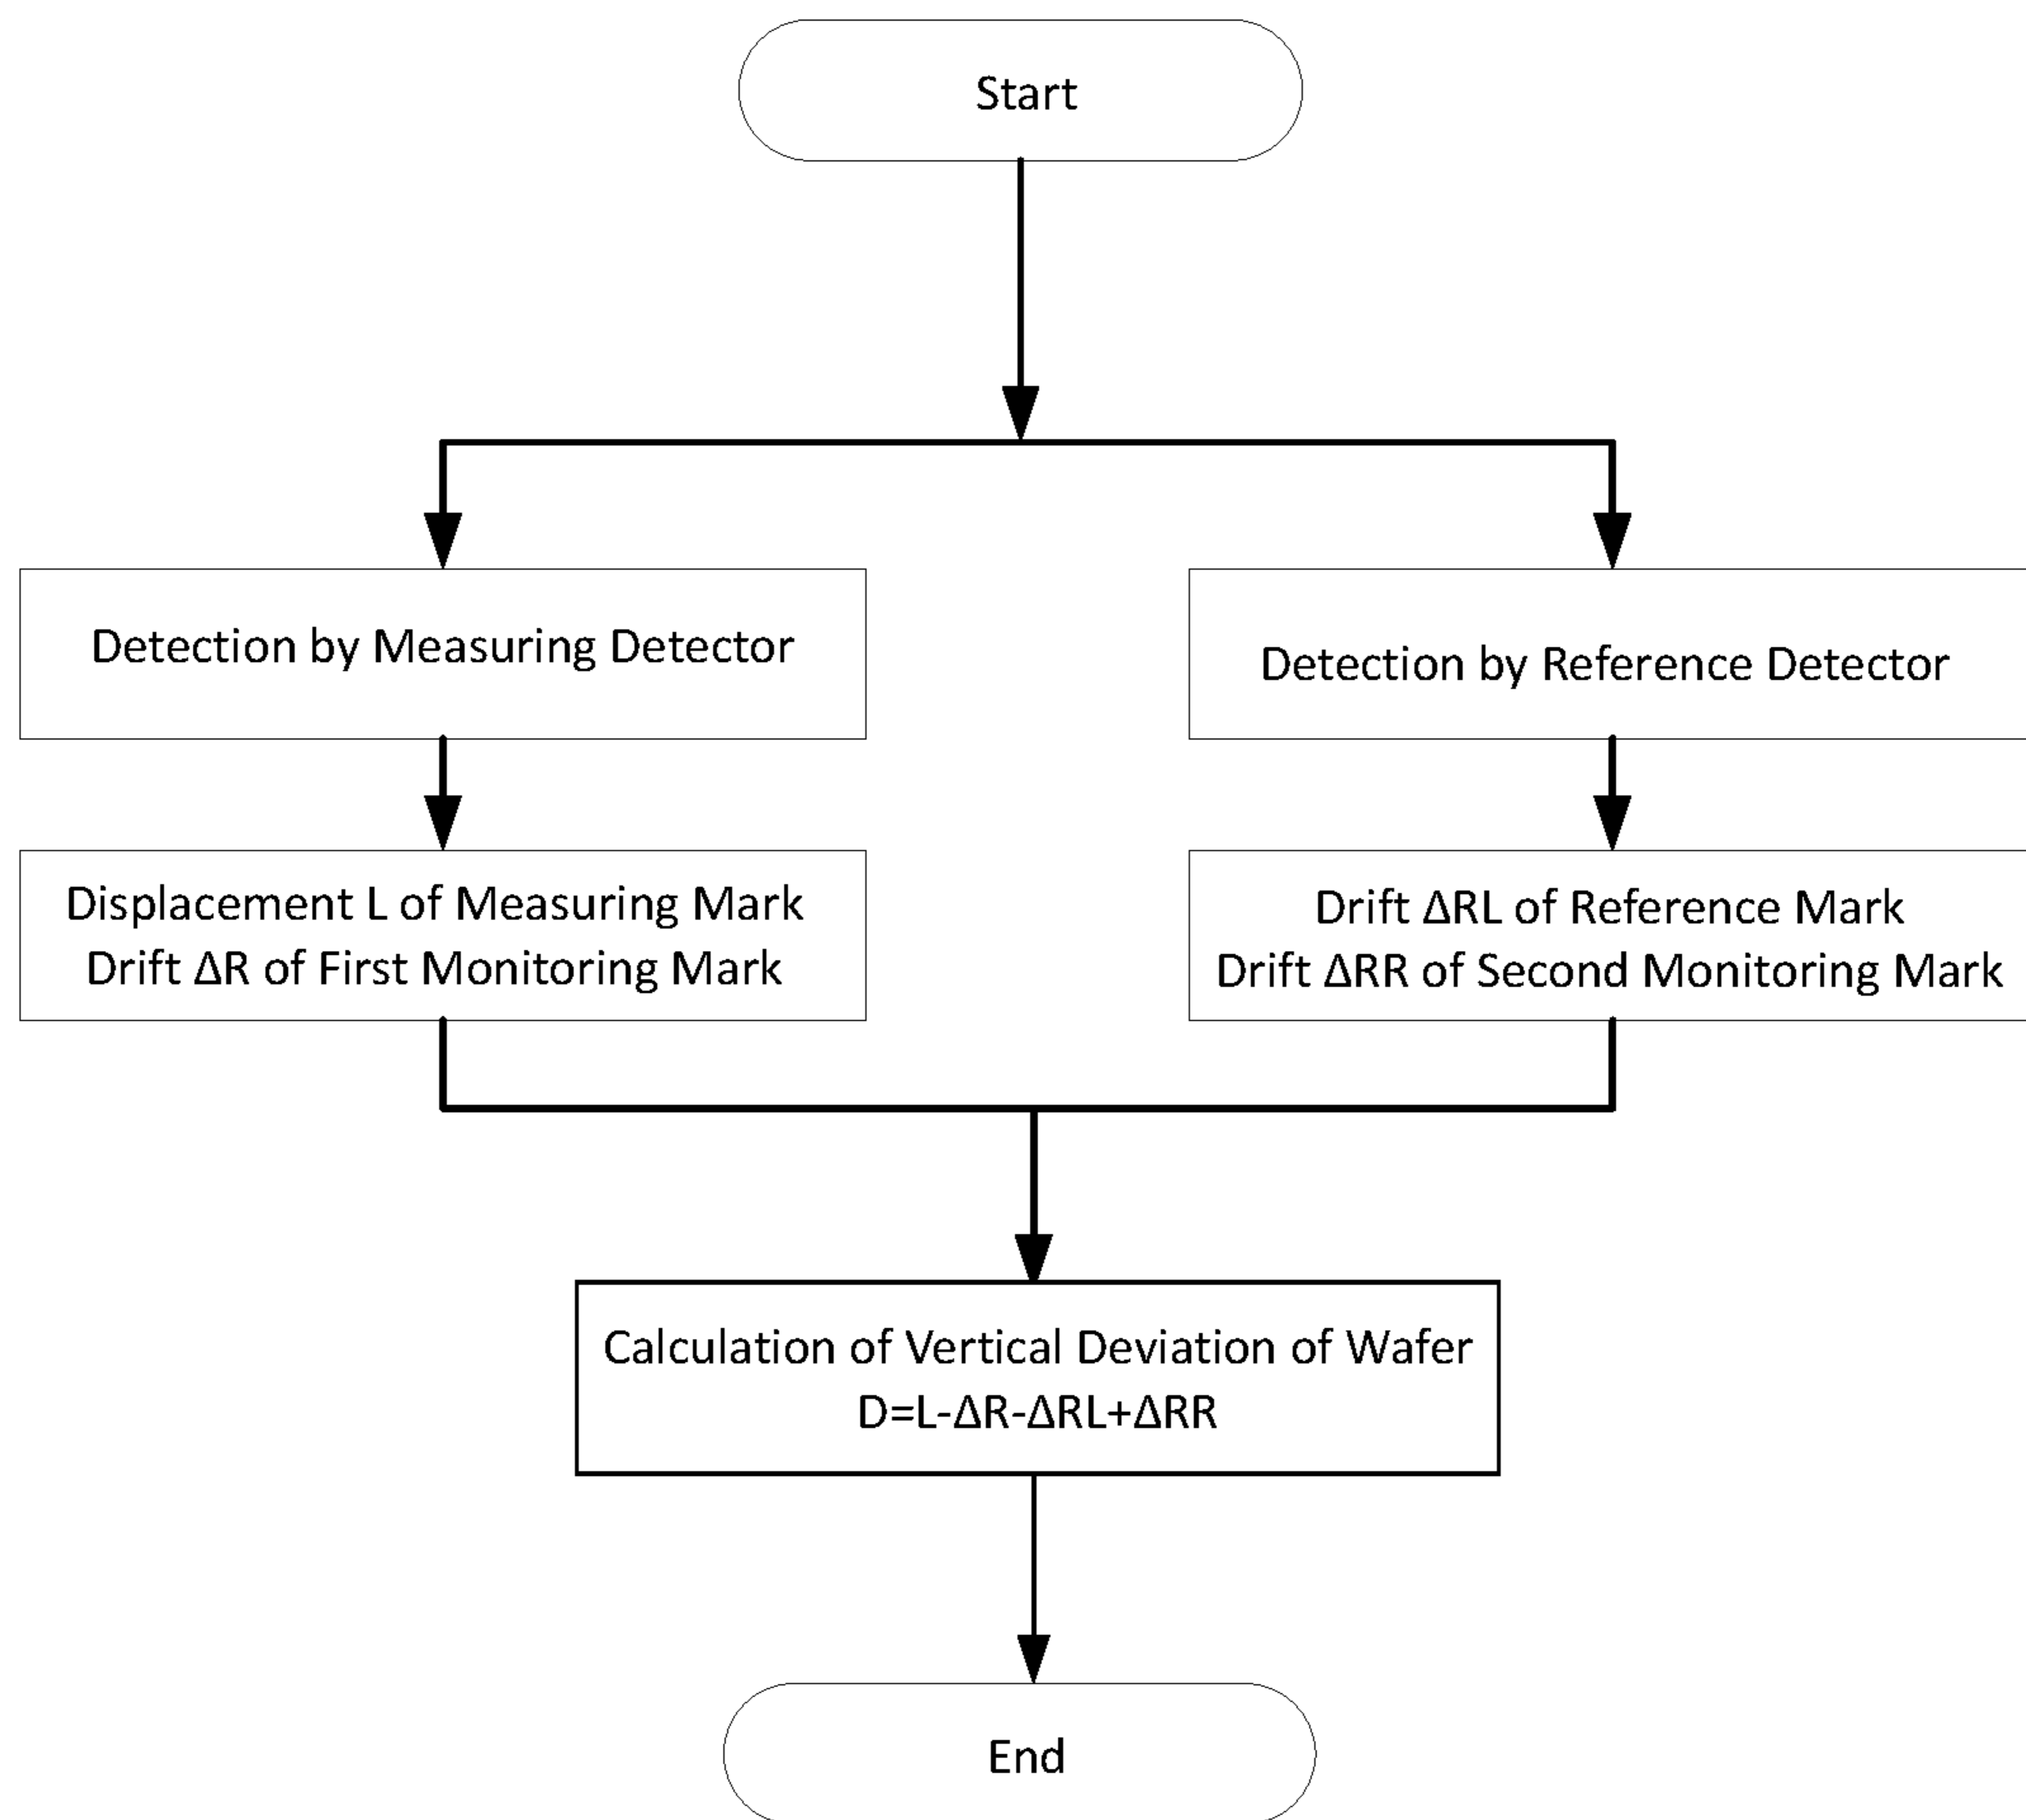 Start
Detection by Measuring Detector
Detection by Reference Detector
Displacement L of Measuring Mark
Drift ΔR of First Monitoring Mark
Drift ΔRL of Reference Mark
Drift ΔRR of Second Monitoring Mark
Calculation of Vertical Deviation of Wafer
D=L-ΔR-ΔRL+ΔRR
End